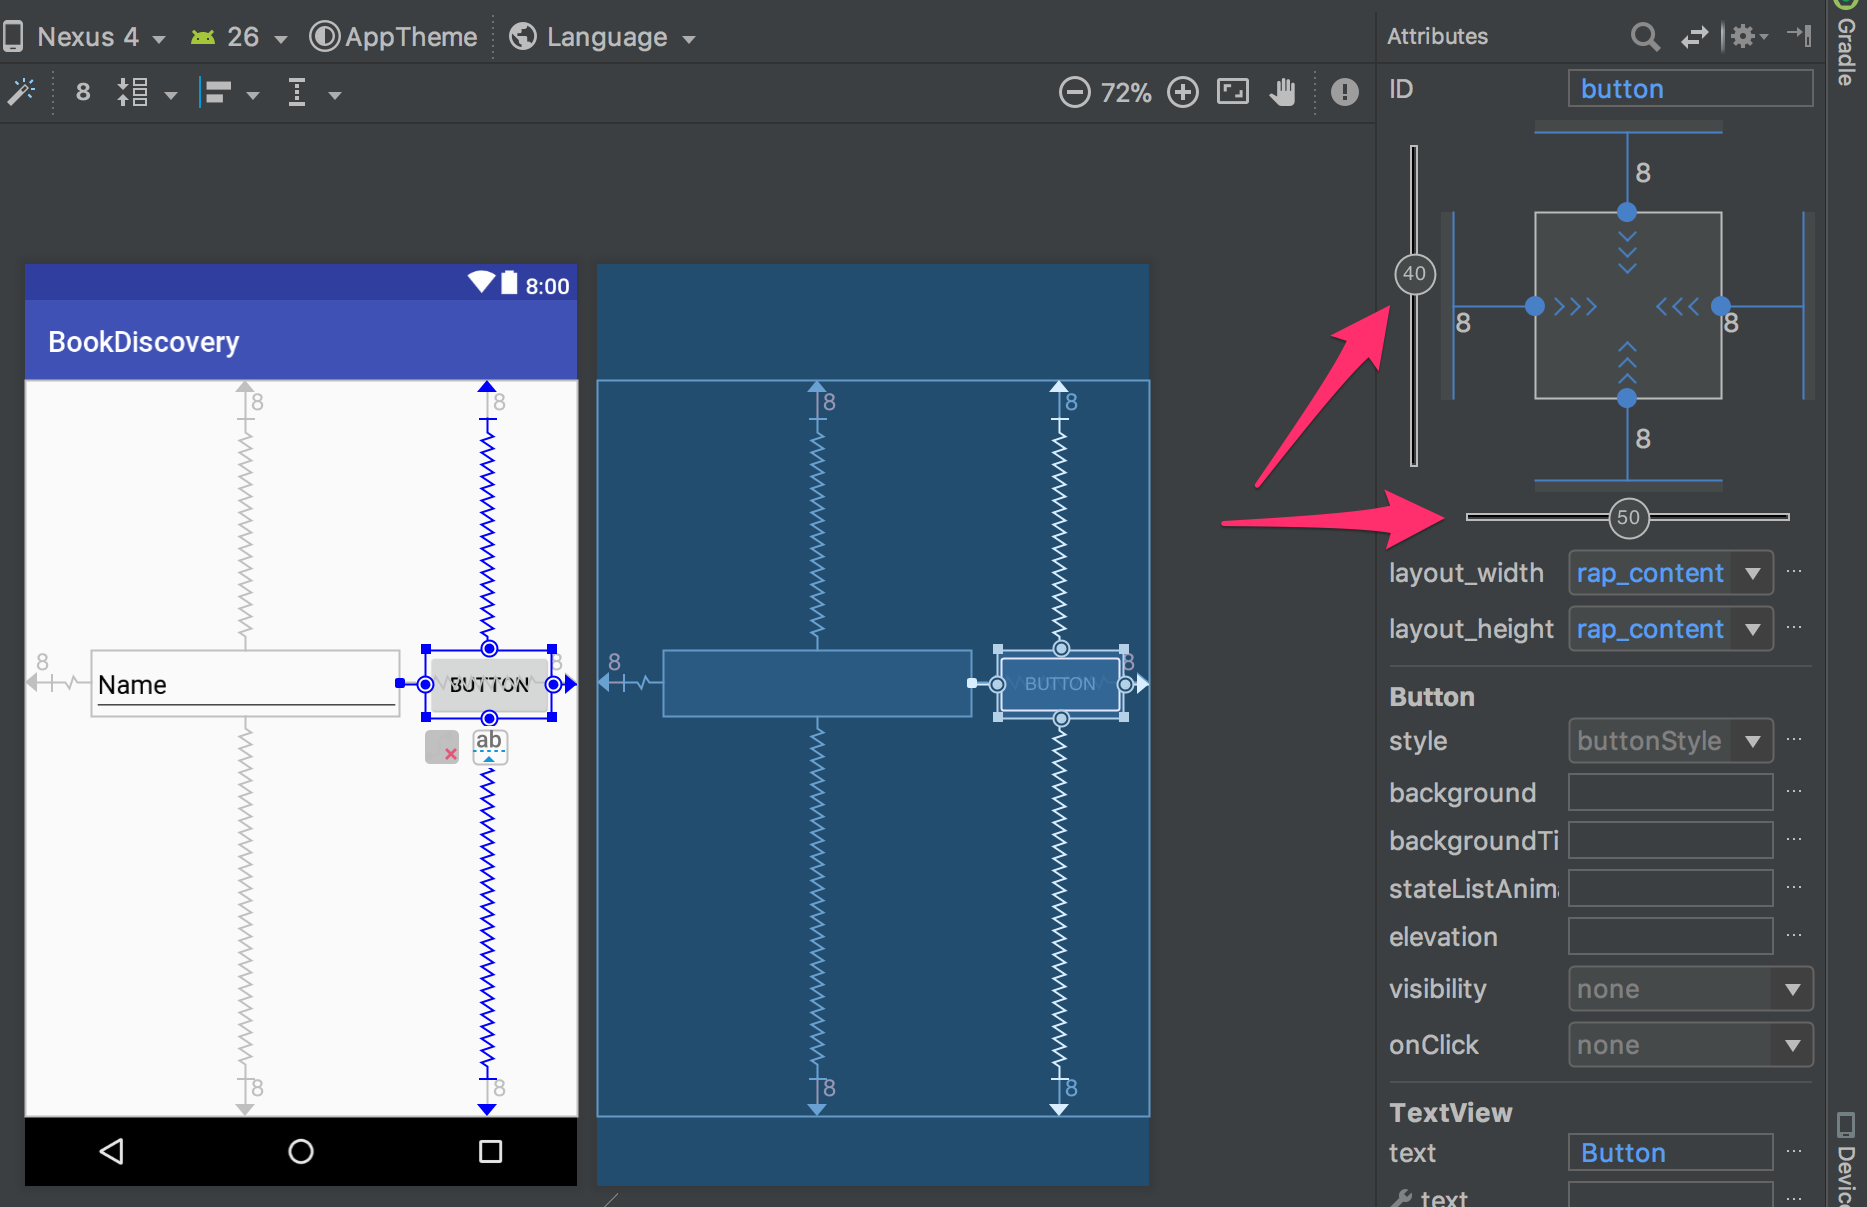 Nexus 4 26 AppTheme Language
8 72%
Attributes
ID button
8
40
8 8
8
50
layout_width rap_content
layout_height rap_content
Button
style buttonStyle
background
backgroundTi
stateListAnim
elevation
visibility none
onClick none
TextView
text Button
text
Gradle
Devic
8:00
BookDiscovery
8 8
8 Name BUTTON 8
ab
8 8
8 8
8 BUTTON 8
8 8